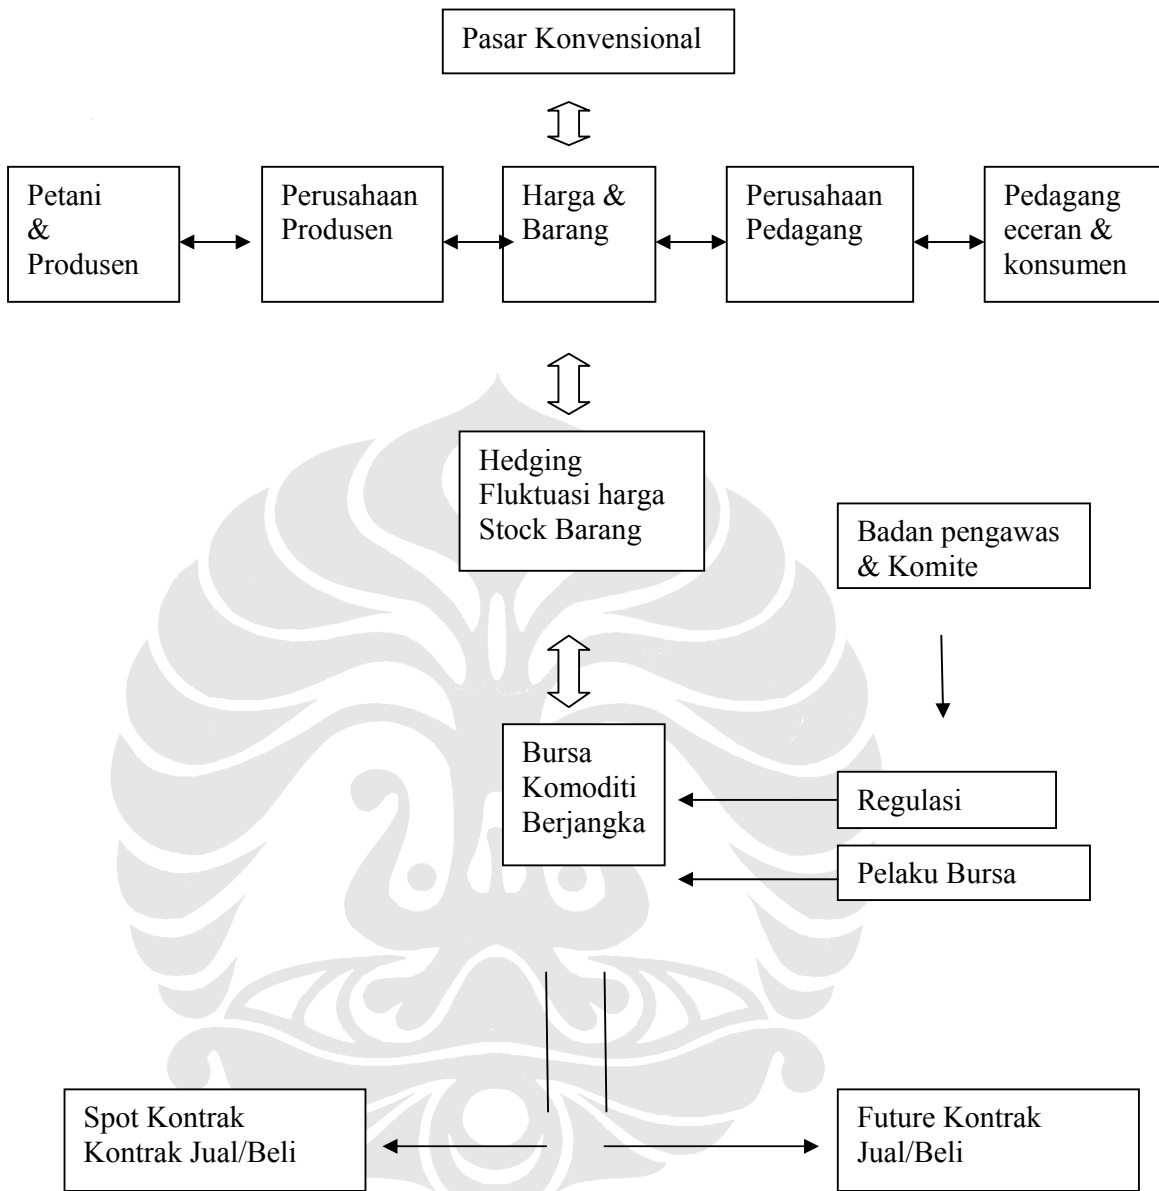 Pasar Konvensional
Petani
&
Produsen
Perusahaan
Produsen
Harga &
Barang
Perusahaan
Pedagang
Pedagang
eceran &
konsumen
Hedging
Fluktuasi harga
Stock Barang
Badan pengawas
& Komite
Bursa
Komoditi
Berjangka
Regulasi
Pelaku Bursa
Spot Kontrak
Kontrak Jual/Beli
Future Kontrak
Jual/Beli